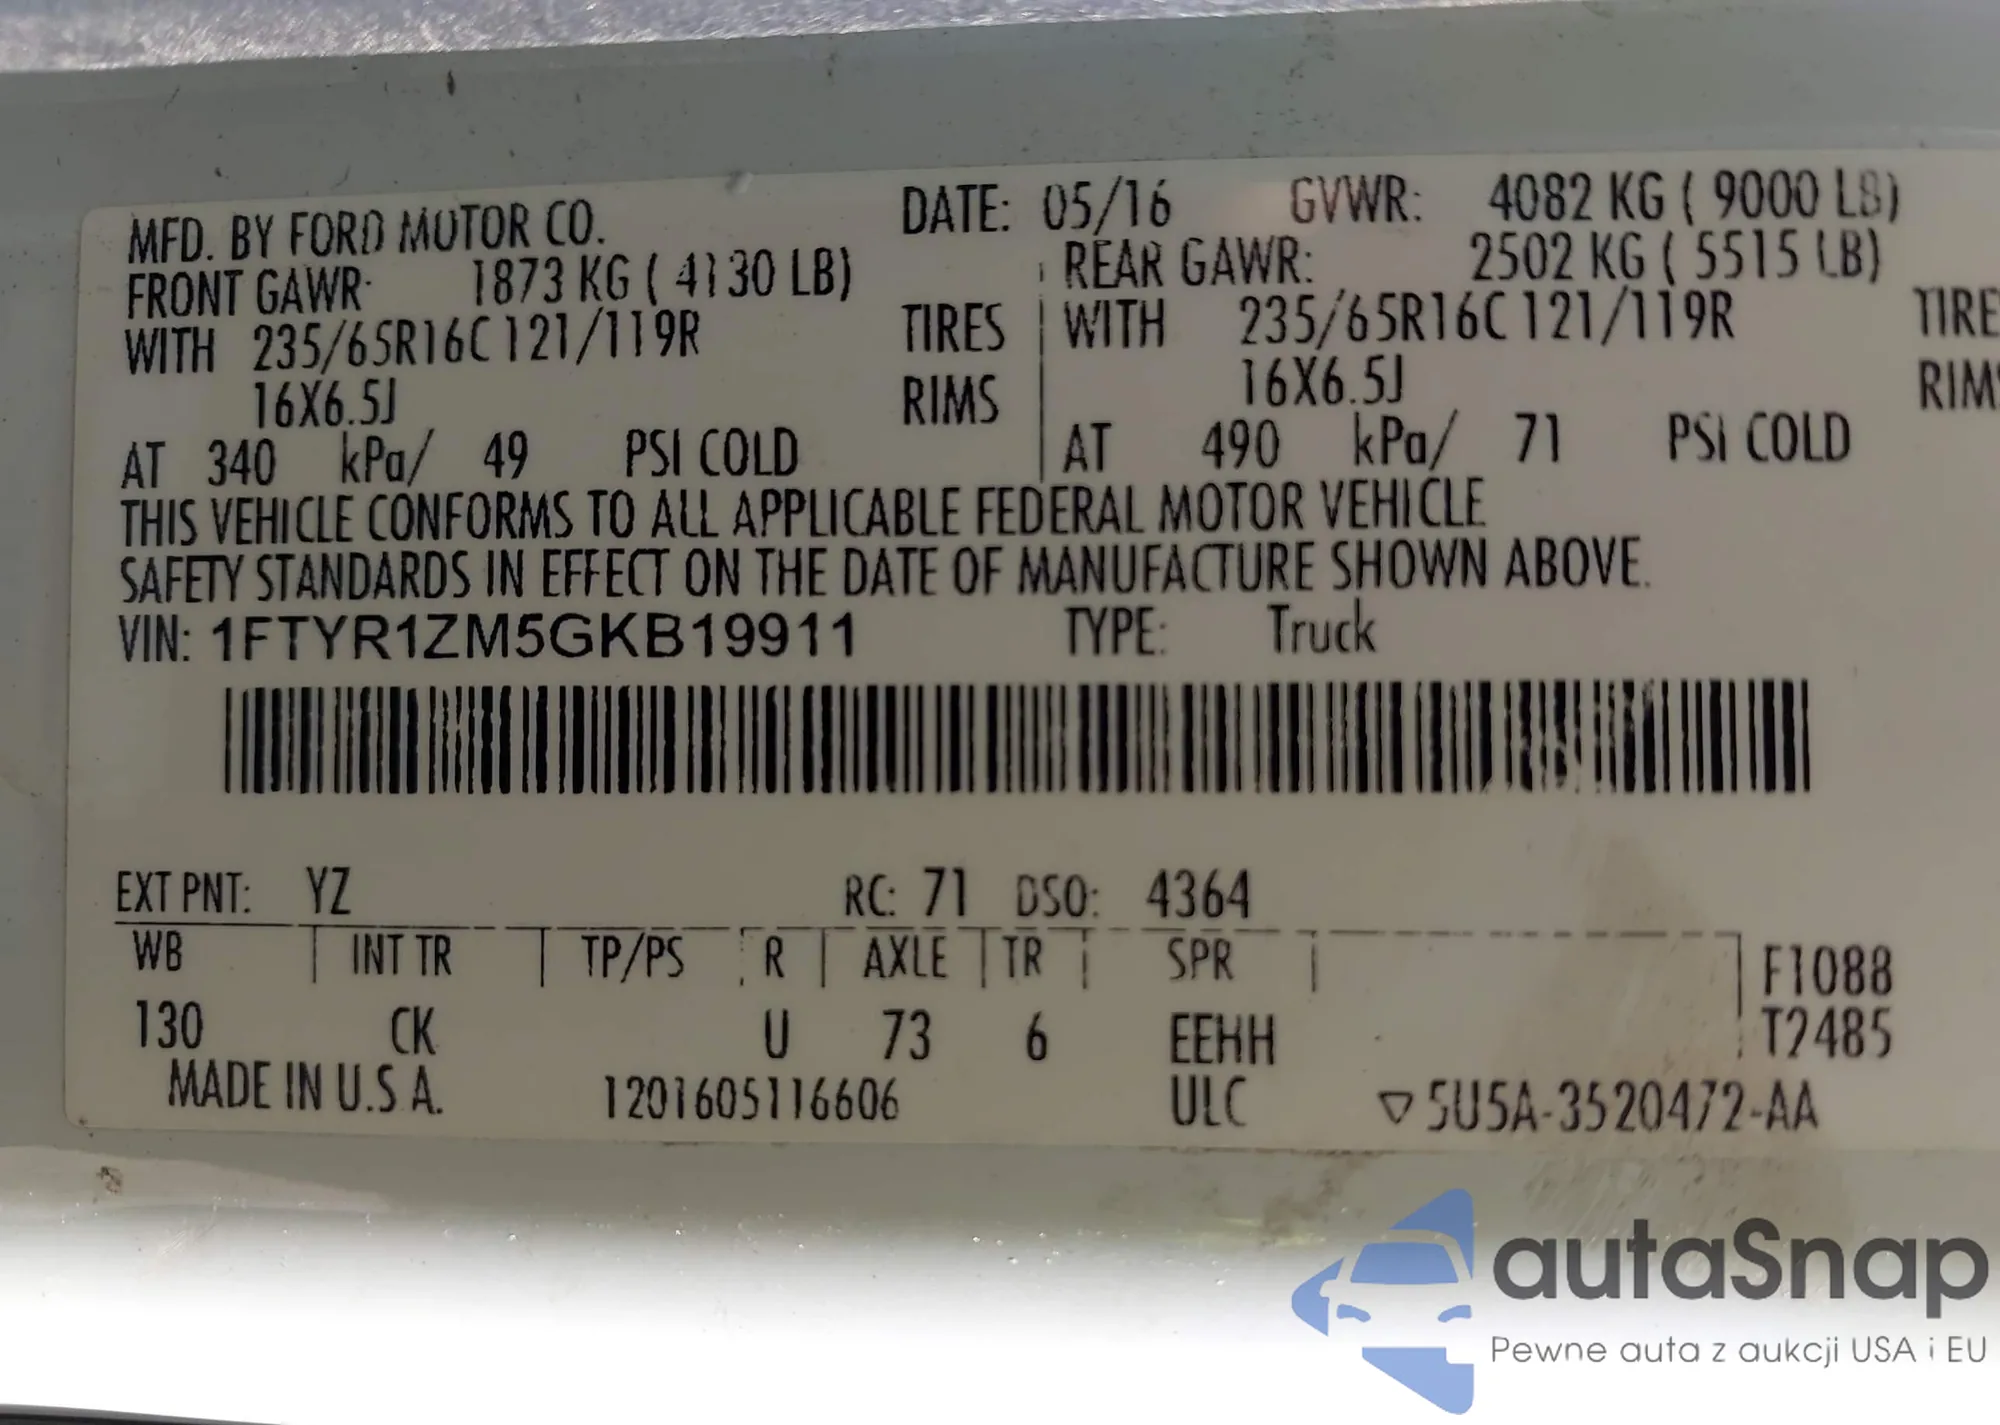 MFD. BY FORD MOTOR CO. DATE: 05/16 GVWR: 4082 KG ( 9000 LB)
FRONT GAWR: 1873 KG ( 4130 LB) REAR GAWR: 2502 KG ( 5515 LB)
WITH 235/65R16C 121/119R TIRES WITH 235/65R16C 121/119R TIRE
16X6.5J RIMS 16X6.5J RIMS
AT 340 kPa/ 49 PSI COLD AT 490 kPa/ 71 PSI COLD
THIS VEHICLE CONFORMS TO ALL APPLICABLE FEDERAL MOTOR VEHICLE
SAFETY STANDARDS IN EFFECT ON THE DATE OF MANUFACTURE SHOWN ABOVE.
VIN: 1FTYR1ZM5GKB19911 TYPE: Truck
EXT PNT: YZ RC: 71 DSO: 4364
WB INT TR TP/PS R AXLE TR SPR F1088
130 CK U 73 6 EEHH T2485
MADE IN U.S.A. 1201605116606 ULC ▽5U5A-3520472-AA
autaSnap
Pewne auta z aukcji USA i EU